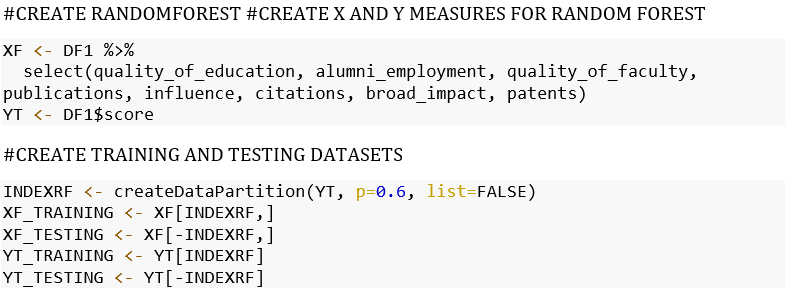 #CREATE RANDOMFOREST #CREATE X AND Y MEASURES FOR RANDOM FOREST
XF <- DF1 %>%
  select(quality_of_education, alumni_employment, quality_of_faculty,
publications, influence, citations, broad_impact, patents)
YT <- DF1$score
#CREATE TRAINING AND TESTING DATASETS
INDEXRF <- createDataPartition(YT, p=0.6, list=FALSE)
XF_TRAINING <- XF[INDEXRF,]
XF_TESTING <- XF[-INDEXRF,]
YT_TRAINING <- YT[INDEXRF]
YT_TESTING <- YT[-INDEXRF]